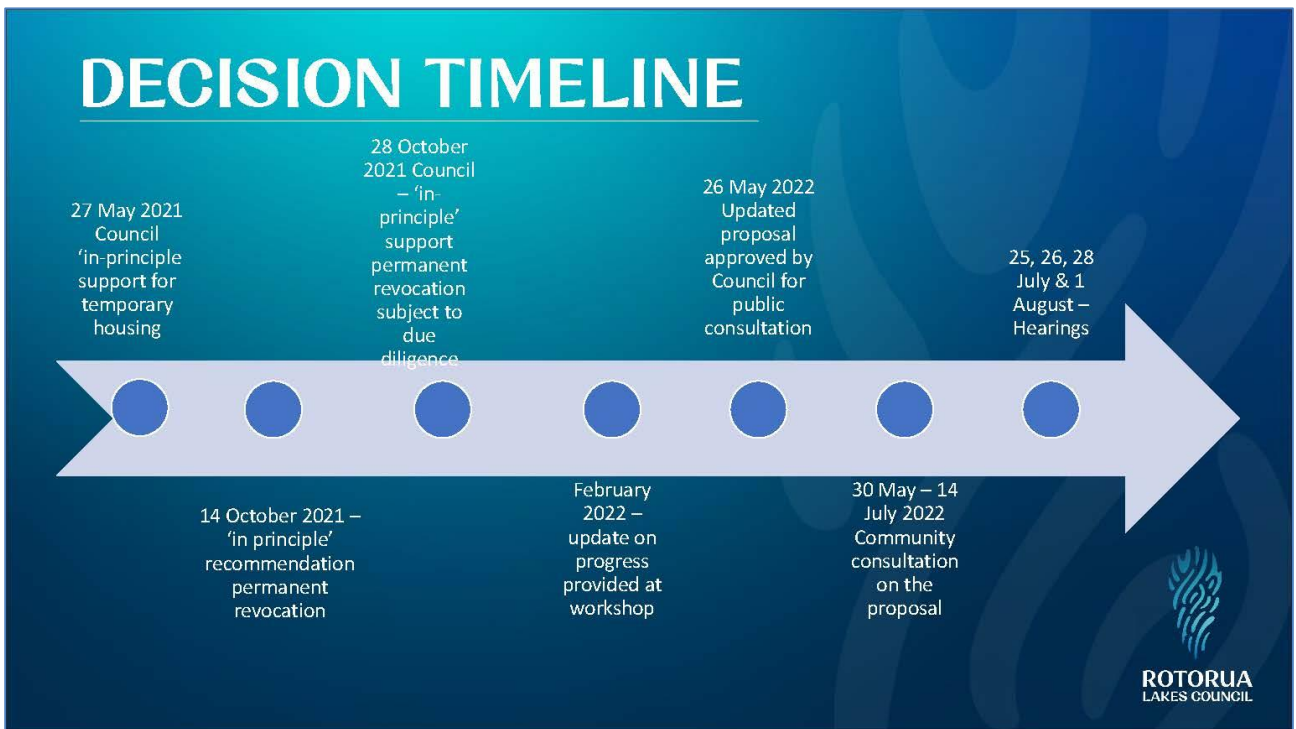 DECISION TIMELINE
27 May 2021
Council
‘in-principle
support for
temporary
housing
14 October 2021 –
‘in principle’
recommendation
permanent
revocation
28 October
2021 Council
– ‘in-
principle’
support
permanent
revocation
subject to
due
diligence
February
2022 –
update on
progress
provided at
workshop
26 May 2022
Updated
proposal
approved by
Council for
public
consultation
30 May – 14
July 2022
Community
consultation
on the
proposal
25, 26, 28
July & 1
August –
Hearings
ROTORUA
LAKES COUNCIL